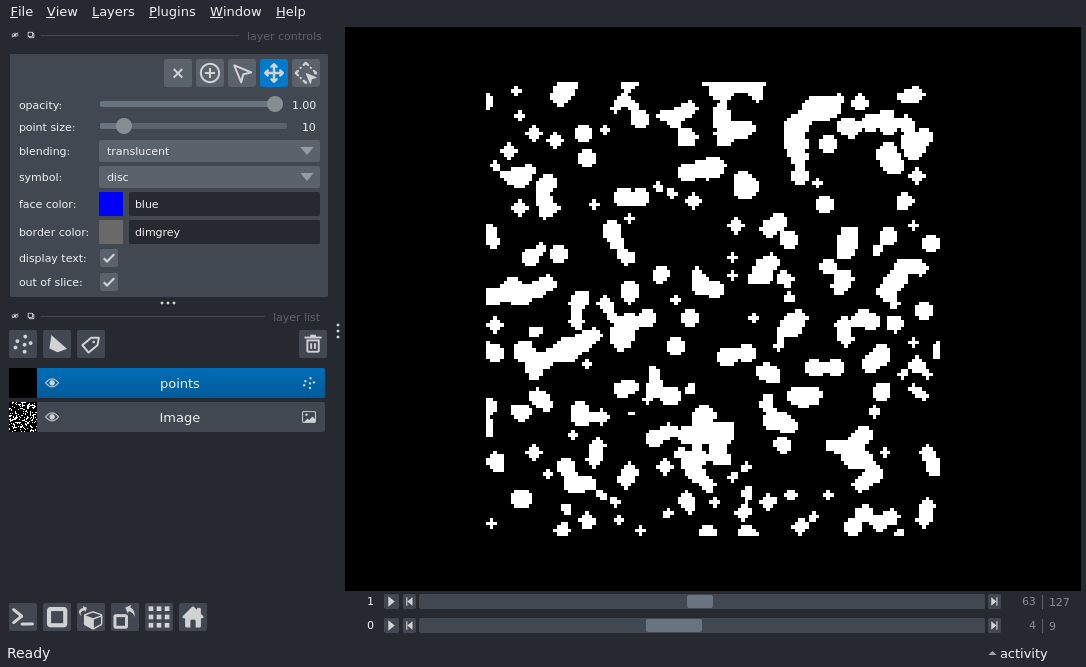 File View Layers Plugins Window Help
layer controls
opacity: 1.00
point size: 10
blending: translucent
symbol: disc
face color: blue
border color: dimgrey
display text:
out of slice:
layer list
points
Image
1 63 127
0 4 9
Ready activity